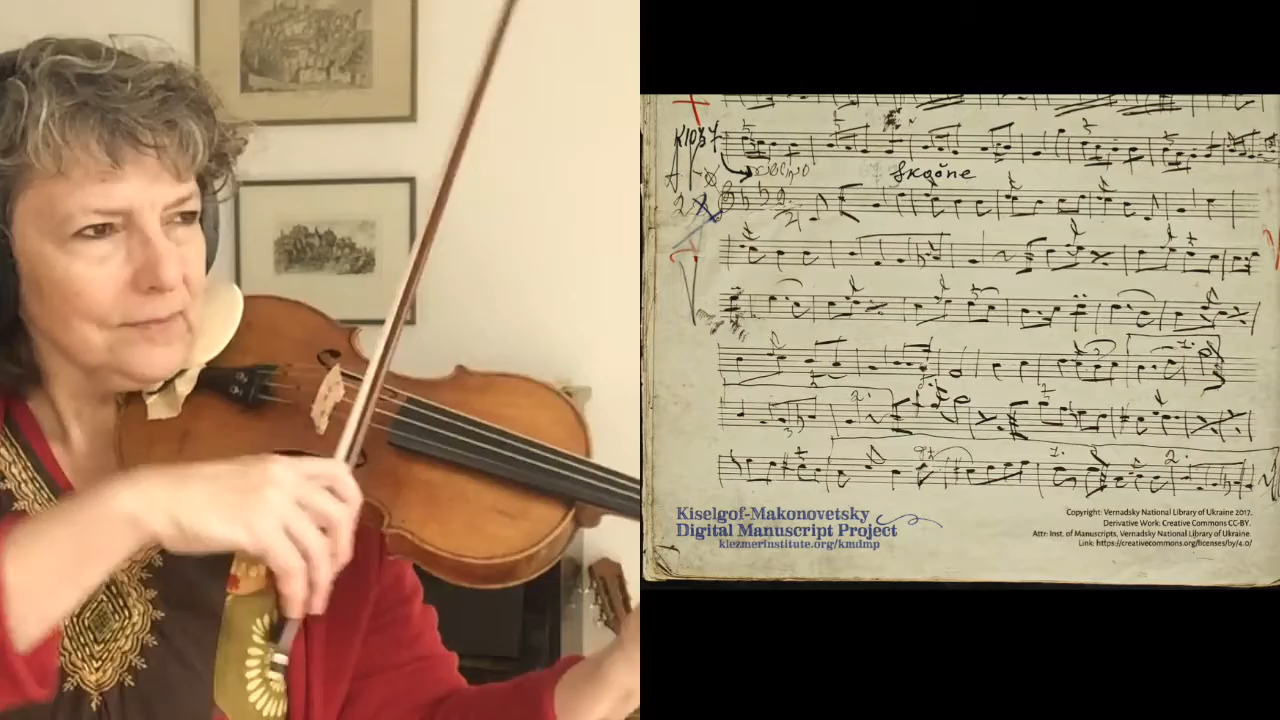 Kiselgof-Makonovetsky
Digital Manuscript Project
klezmerinstitute.org/kmdmp
Copyright: Vernadsky National Library of Ukraine 2017.
Derivative Work: Creative Commons CC-BY.
Attr: Inst. of Manuscripts, Vernadsky National Library of Ukraine.
Link: https://creativecommons.org/licenses/by/4.0/